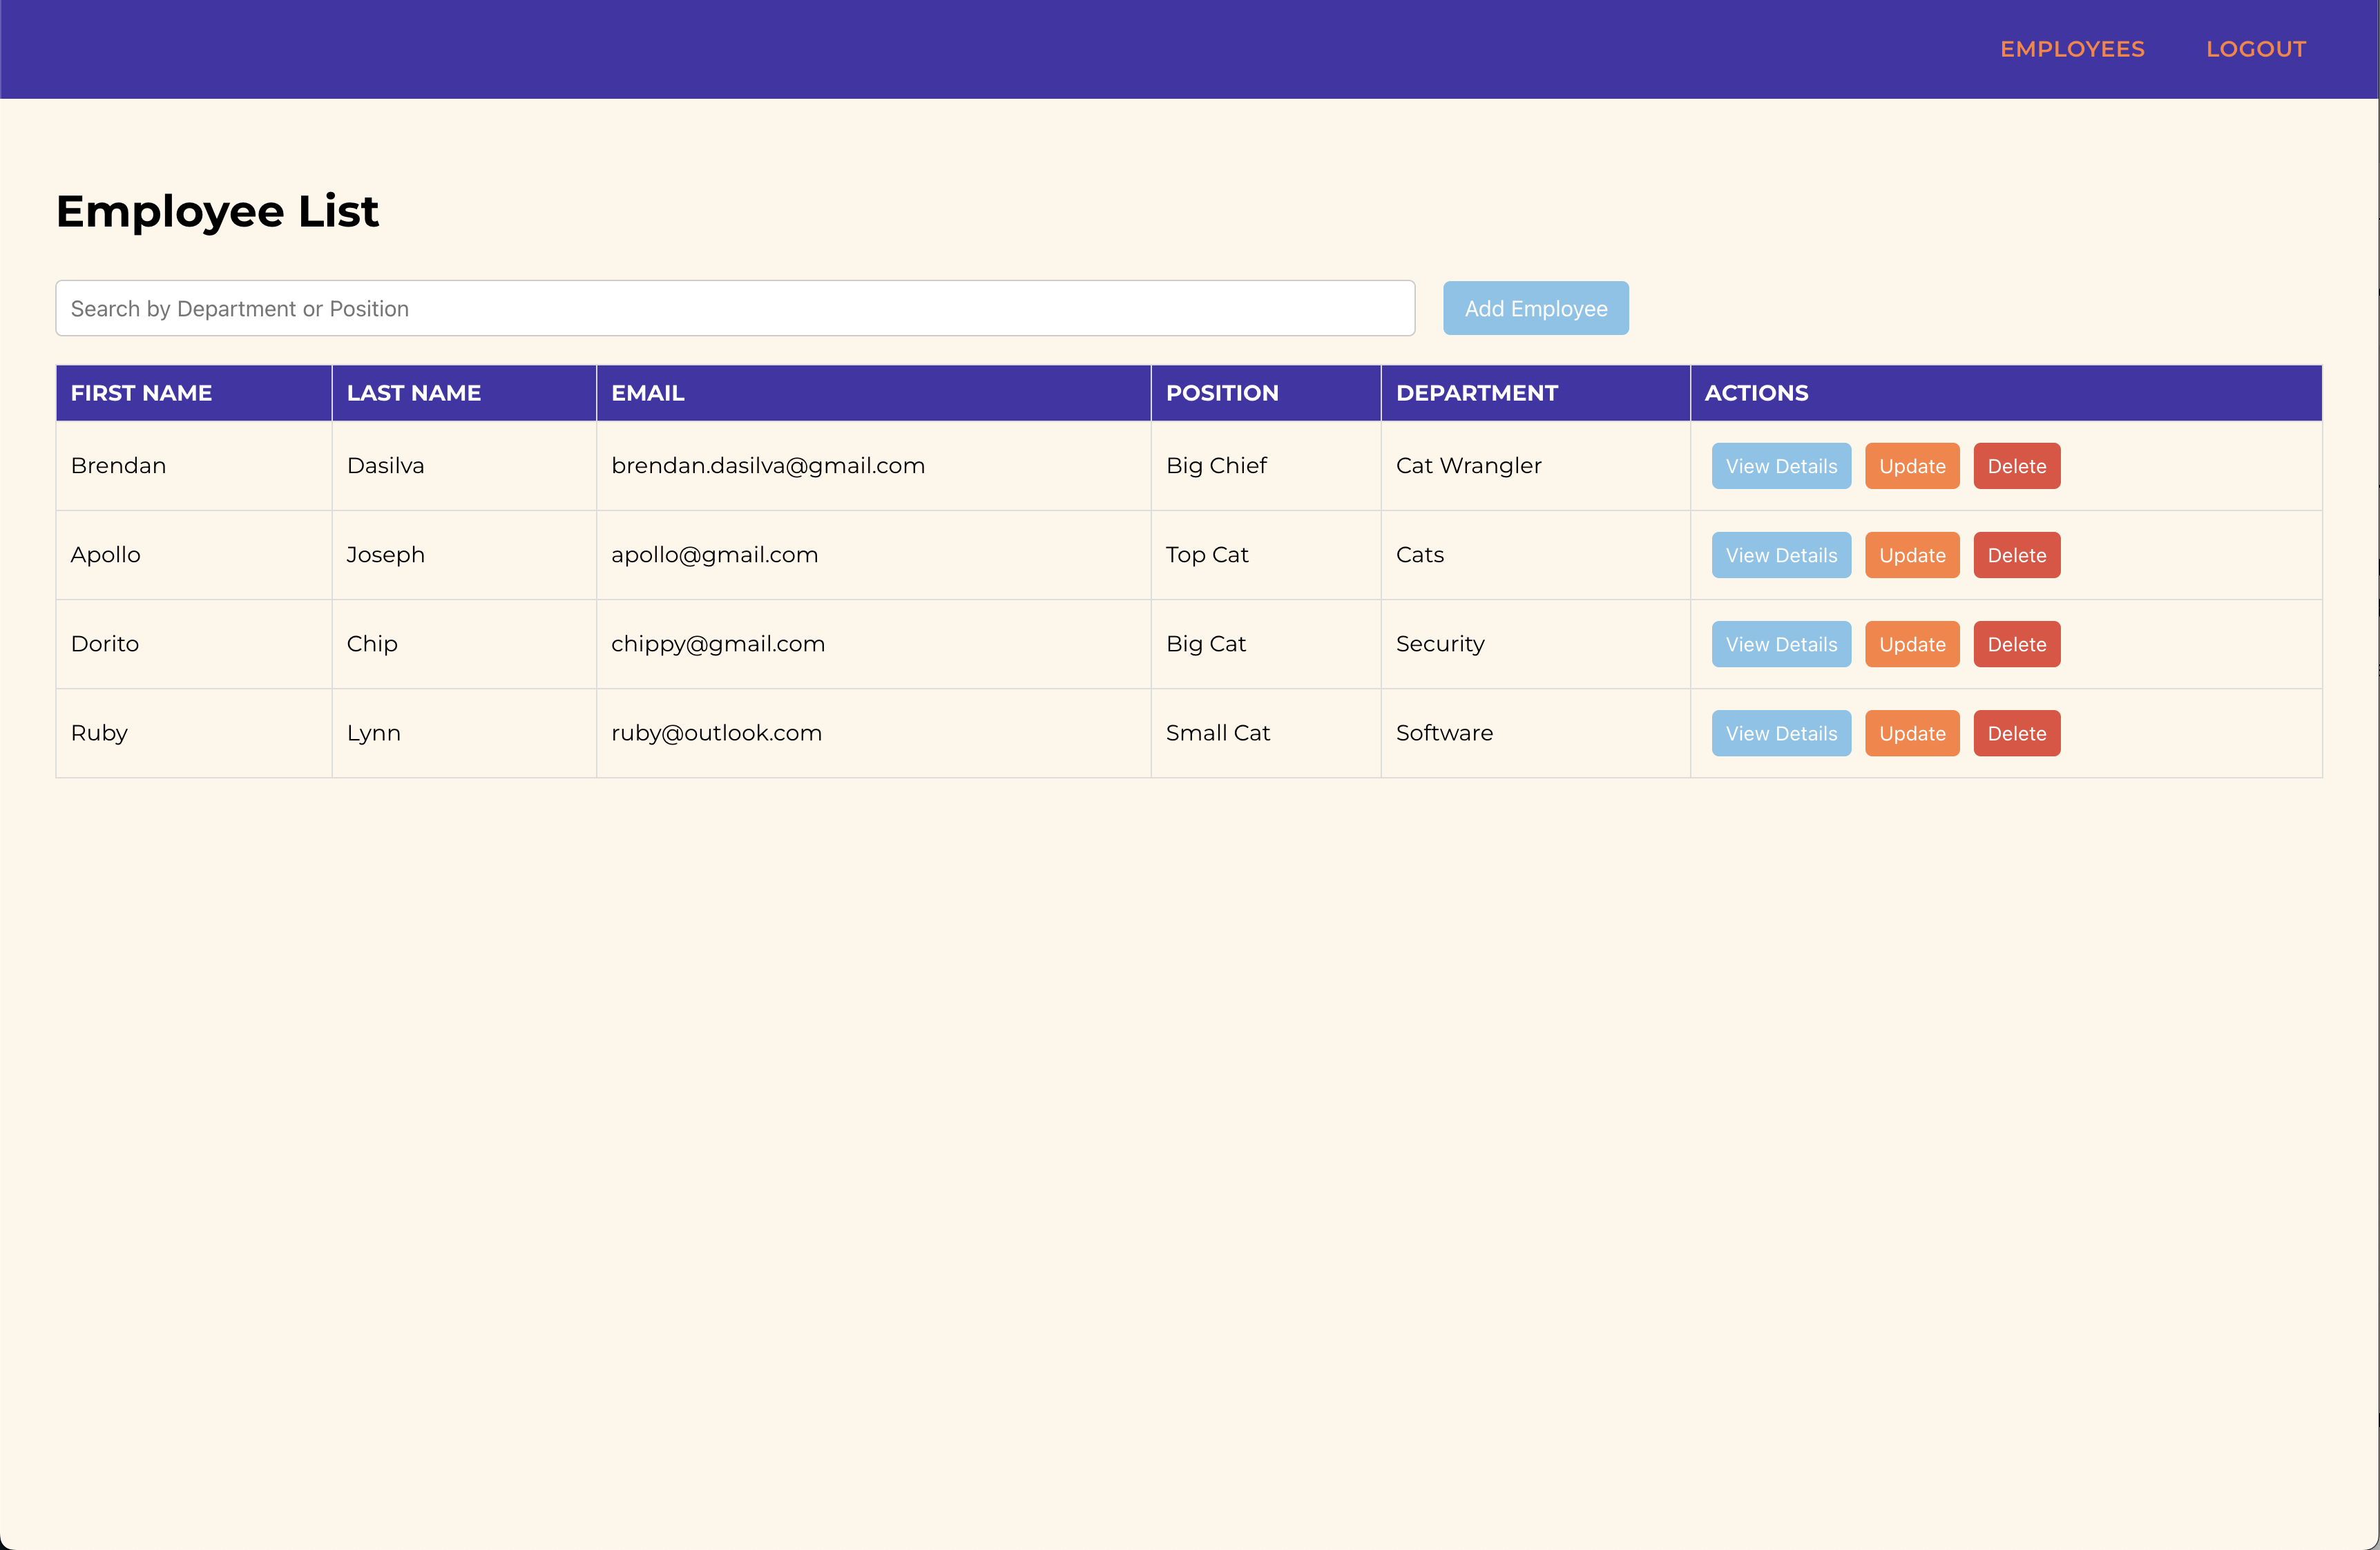 EMPLOYEES LOGOUT
Employee List
Search by Department or Position Add Employee
FIRST NAME LAST NAME EMAIL POSITION DEPARTMENT ACTIONS
Brendan Dasilva brendan.dasilva@gmail.com Big Chief Cat Wrangler View Details Update Delete
Apollo Joseph apollo@gmail.com Top Cat Cats View Details Update Delete
Dorito Chip chippy@gmail.com Big Cat Security View Details Update Delete
Ruby Lynn ruby@outlook.com Small Cat Software View Details Update Delete